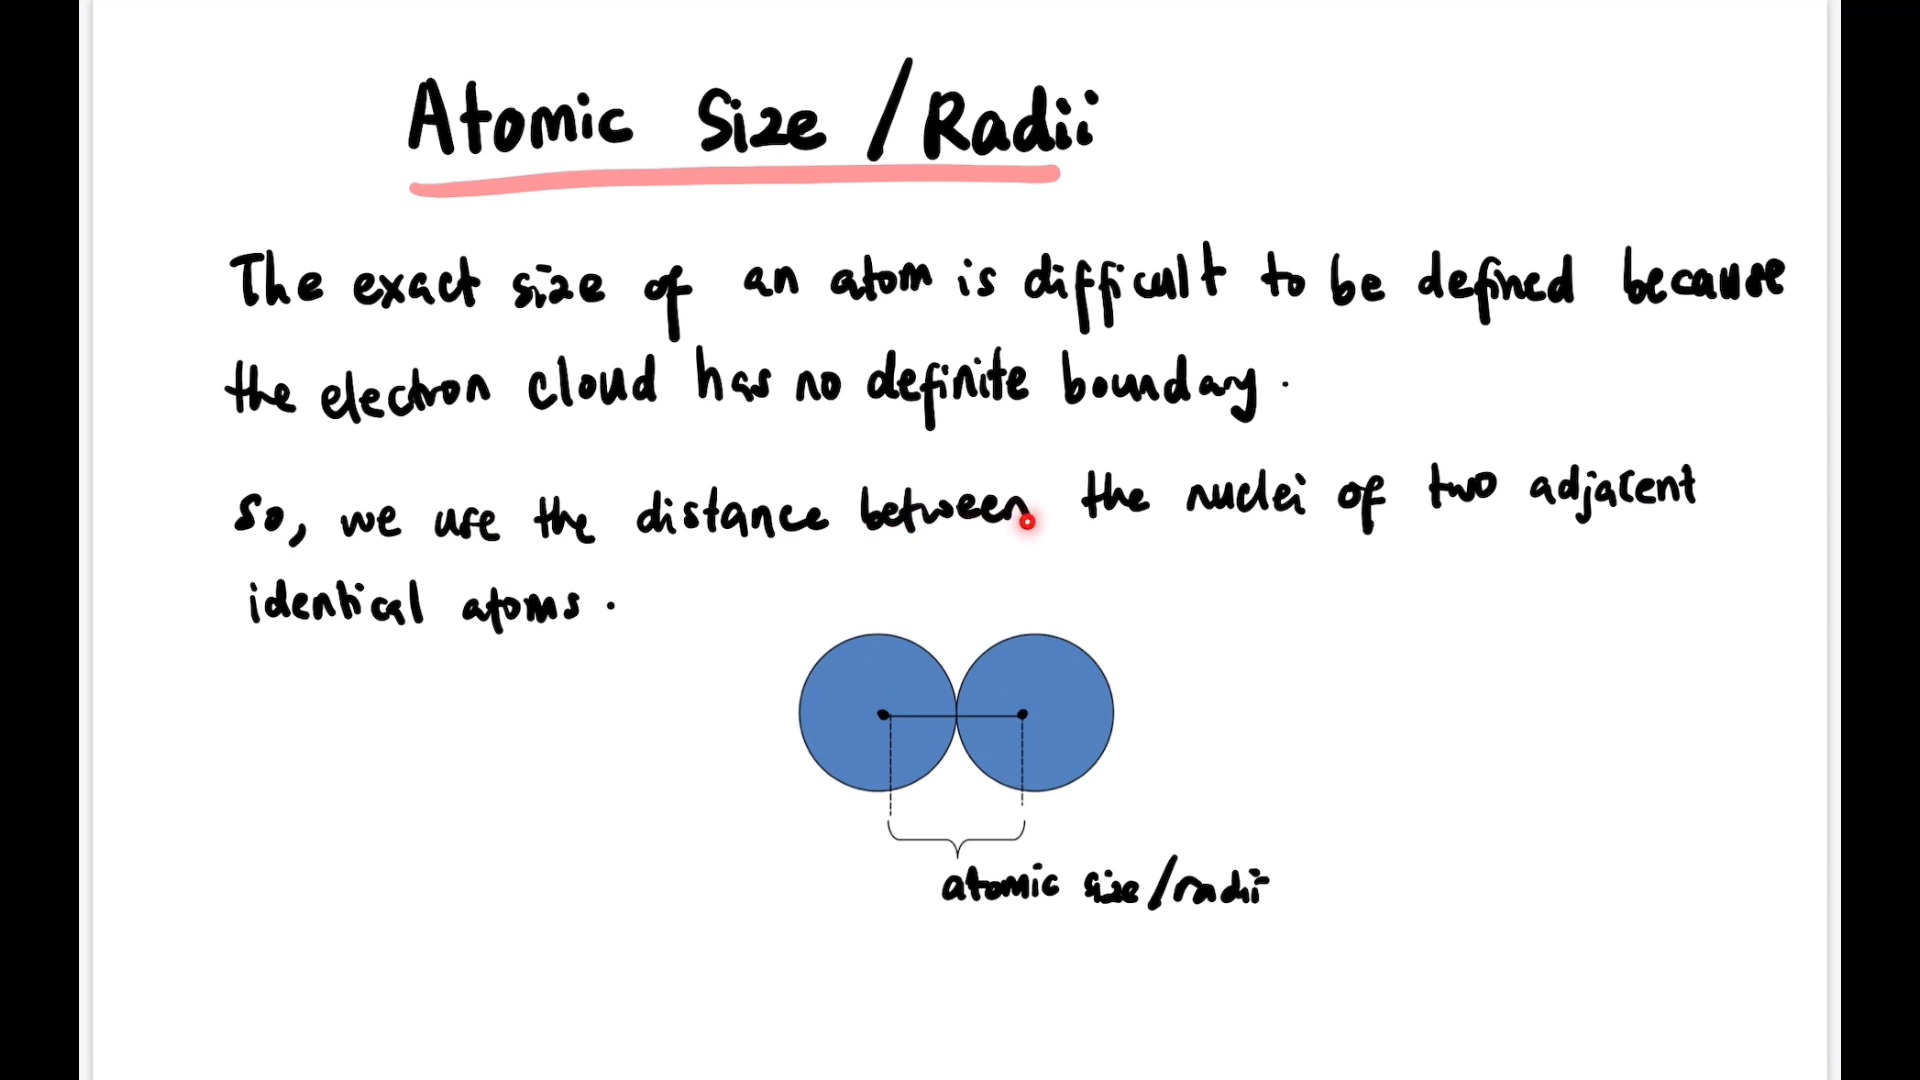 Atomic Size / Radii
The exact size of an atom is difficult to be defined because
the electron cloud has no definite boundary.
So, we use the distance between the nuclei of two adjacent
identical atoms.
atomic size / radii